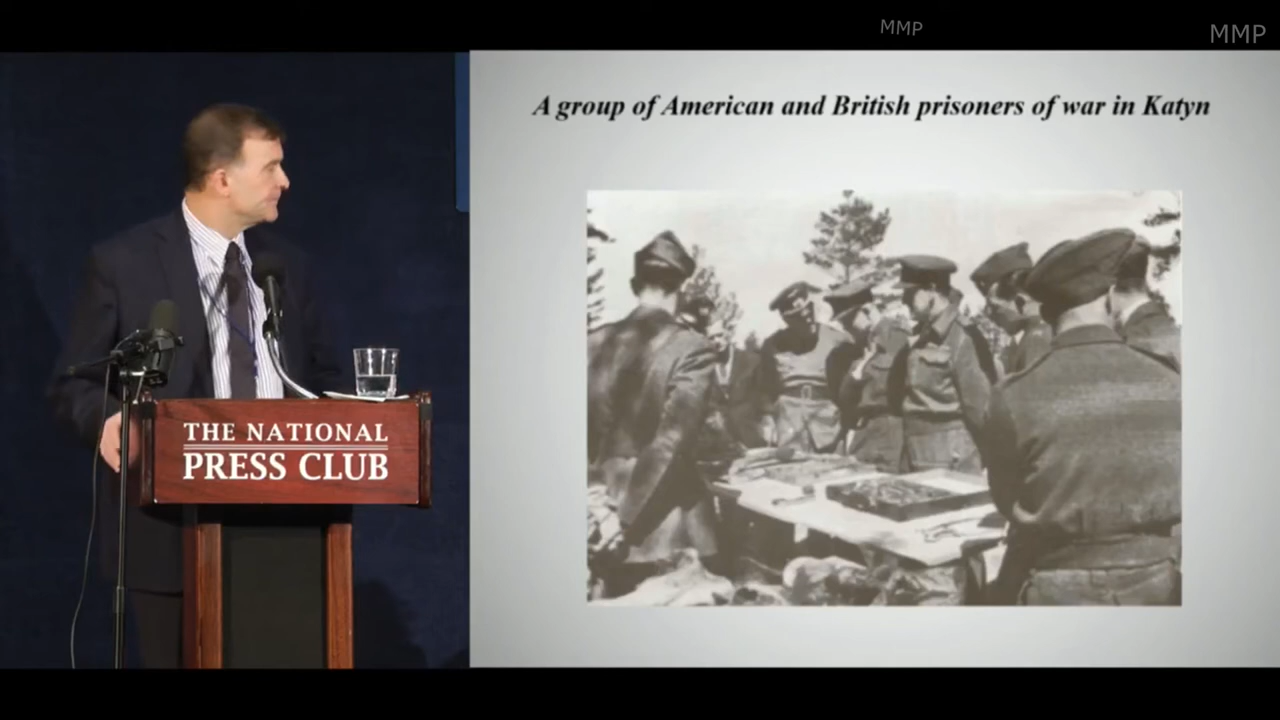 MMP
MMP
A group of American and British prisoners of war in Katyn
THE NATIONAL
PRESS CLUB